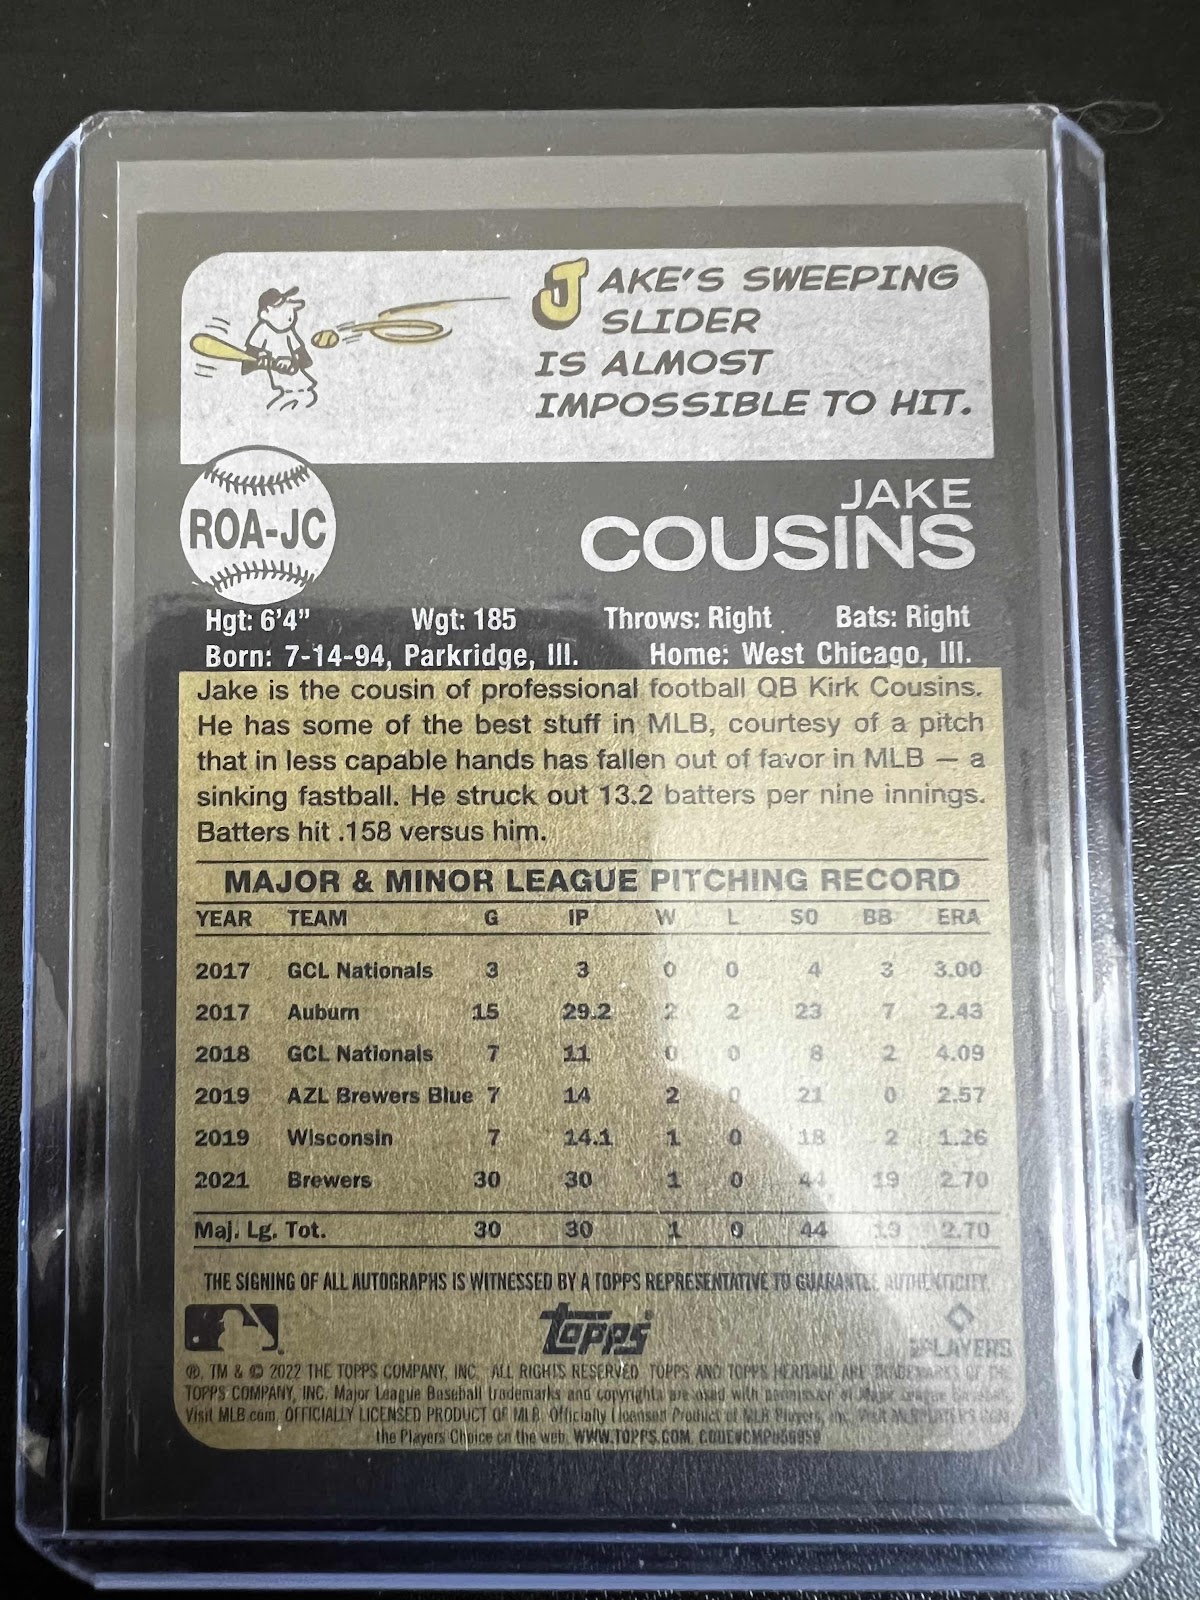 JAKE'S SWEEPING
SLIDER
IS ALMOST
IMPOSSIBLE TO HIT.
ROA-JC
JAKE
COUSINS
Hgt: 6'4" Wgt: 185 Throws: Right Bats: Right
Born: 7-14-94, Parkridge, Ill. Home: West Chicago, Ill.
Jake is the cousin of professional football QB Kirk Cousins.
He has some of the best stuff in MLB, courtesy of a pitch
that in less capable hands has fallen out of favor in MLB — a
sinking fastball. He struck out 13.2 batters per nine innings.
Batters hit .158 versus him.
MAJOR & MINOR LEAGUE PITCHING RECORD
YEAR TEAM G IP W L SO BB ERA
2017 GCL Nationals 3 3 0 0 4 3 3.00
2017 Auburn 15 29.2 2 2 23 7 2.43
2018 GCL Nationals 7 11 0 0 8 2 4.09
2019 AZL Brewers Blue 7 14 2 0 21 0 2.57
2019 Wisconsin 7 14.1 1 0 18 2 1.26
2021 Brewers 30 30 1 0 44 19 2.70
Maj. Lg. Tot. 30 30 1 0 44 19 2.70
THE SIGNING OF ALL AUTOGRAPHS IS WITNESSED BY A TOPPS REPRESENTATIVE TO GUARANTEE AUTHENTICITY.
Topps
PLAYERS
®, TM & © 2022 THE TOPPS COMPANY, INC. ALL RIGHTS RESERVED. TOPPS AND TOPPS HERITAGE ARE TRADEMARKS OF THE
TOPPS COMPANY, INC. Major League Baseball trademarks and copyrights are used with permission of Major League Baseball.
Visit MLB.com. OFFICIALLY LICENSED PRODUCT OF MLB Officially Licensed Product of MLB Players, Inc. Visit
the Players Choice on the web. WWW.TOPPS.COM.